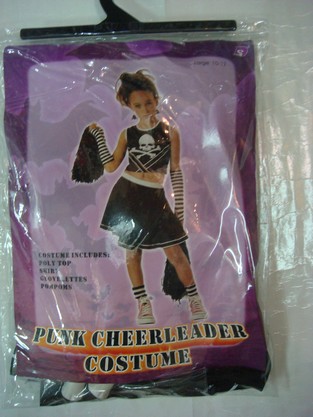 COSTUME INCLUDES:
POLY TOP
SKIRT
GLOVELETTES
POMPOMS
PUNK CHEERLEADER
COSTUME